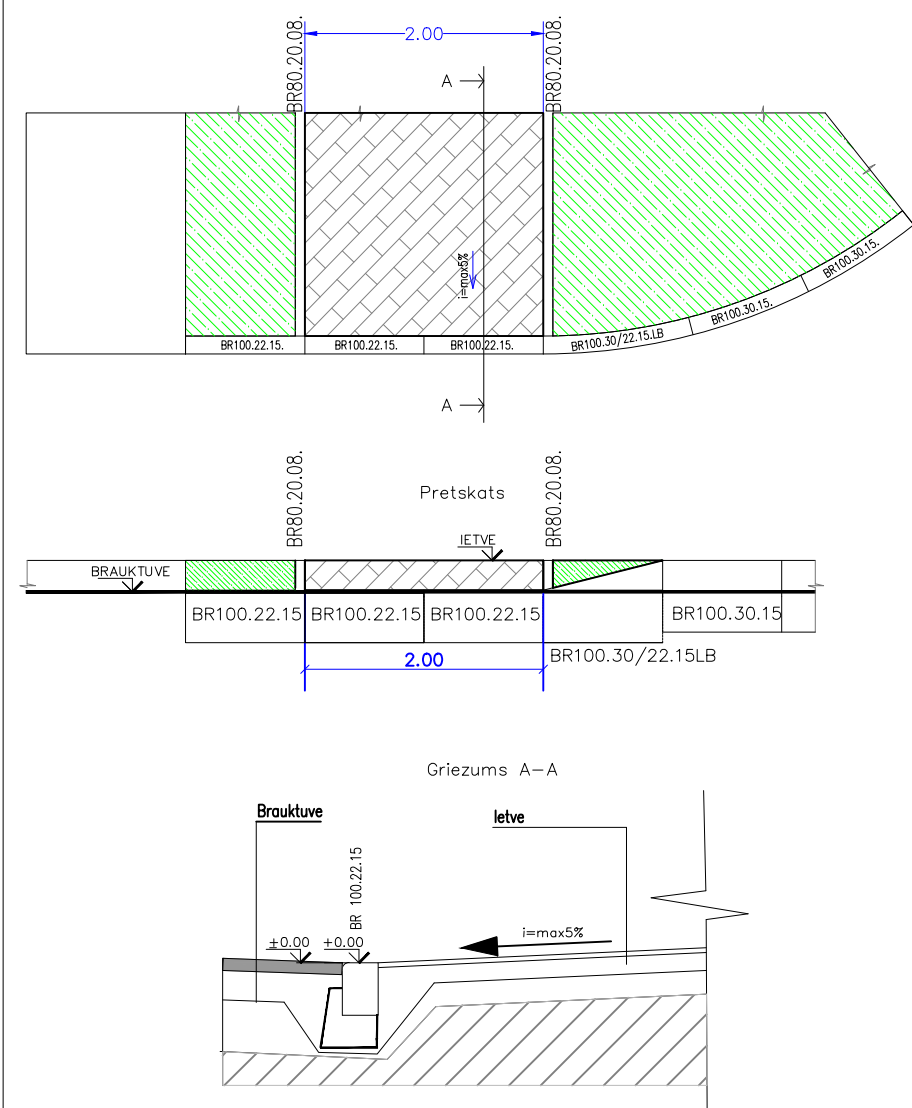 BR80.20.08.
2.00
BR80.20.08.
A
i=max5%
BR100.22.15.
BR100.22.15.
BR100.22.15.
BR100.30/22.15.LB
BR100.30.15.
BR100.30.15.
A
BR80.20.08.
Pretskats
BR80.20.08.
IETVE
BRAUKTUVE
BR100.22.15
BR100.22.15
BR100.22.15
BR100.30.15
2.00
BR100.30/22.15LB
Griezums A-A
Brauktuve
Ietve
BR 100.22.15
±0.00
±0.00
i=max5%